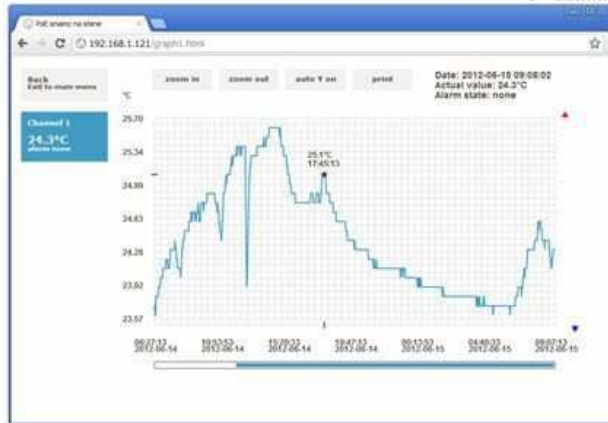 192.168.1.121/graph1.html
Back
Exit to main menu
zoom in
zoom out
auto Y on
print
Date: 2012-06-15 09:08:02
Actual value: 24.3°C
Alarm state: none
Channel 1
24.3°C
alarm none
°C
25.70
25.34
24.99
24.63
24.28
23.92
23.57
25.1°C
17:45:13
2012-06-14
2012-06-14
2012-06-14
2012-06-14
2012-06-15
2012-06-15
2012-06-15